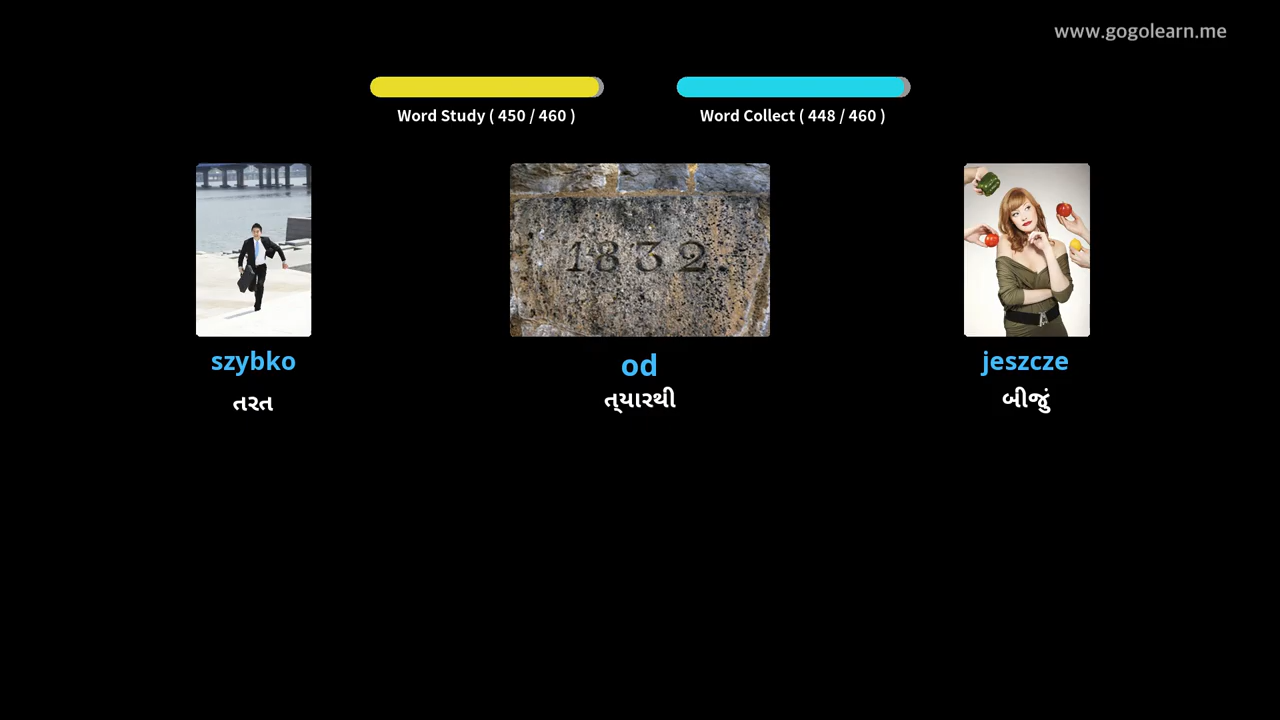 www.gogolearn.me
Word Study ( 450 / 460 )
Word Collect ( 448 / 460 )
1832.
szybko
od
jeszcze
તરત
ત્યારથી
બીજું